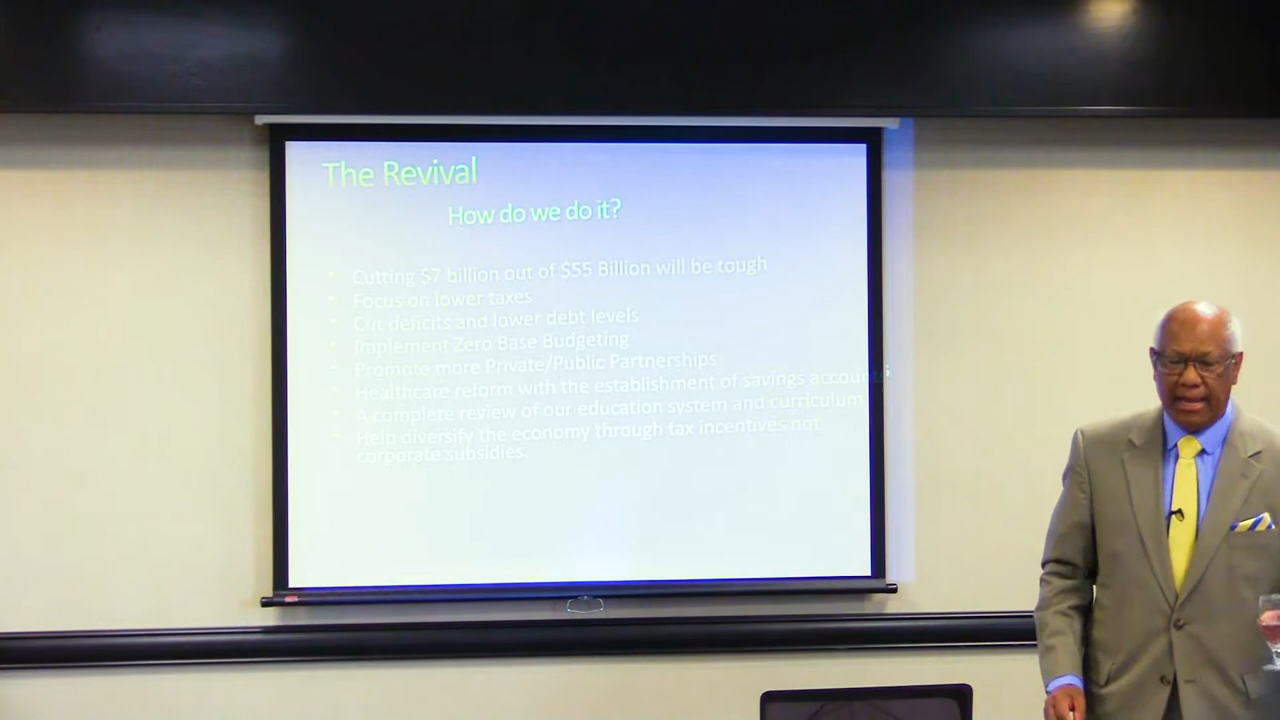 The Revival
How do we do it?
• Cutting $7 billion out of $55 Billion will be tough
• Focus on lower taxes
• Cut deficits and lower debt levels
• Implement Zero Base Budgeting
• Promote more Private/Public Partnerships
• Healthcare reform with the establishment of savings accounts
• A complete review of our education system and curriculum
• Help diversify the economy through tax incentives not
corporate subsidies.